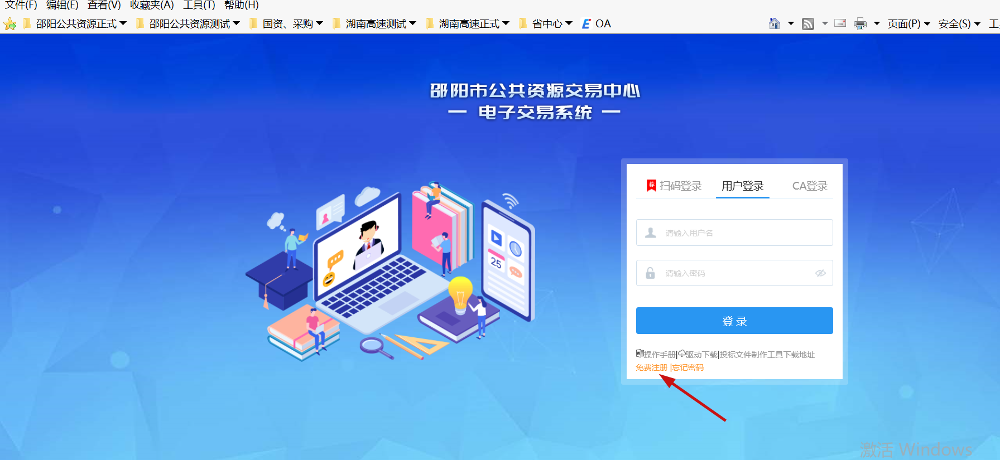 文件(F) 编辑(E) 查看(V) 收藏夹(A) 工具(T) 帮助(H)
邵阳公共资源正式 邵阳公共资源测试 国资、采购 湖南高速测试 湖南高速正式 省中心 OA 页面(P) 安全(S)
邵阳市公共资源交易中心
— 电子交易系统 —
荐 扫码登录 用户登录 CA登录
请输入用户名
请输入密码
25
登 录
操作手册|驱动下载|投标文件制作工具下载地址
免费注册 |忘记密码
激活 Windows